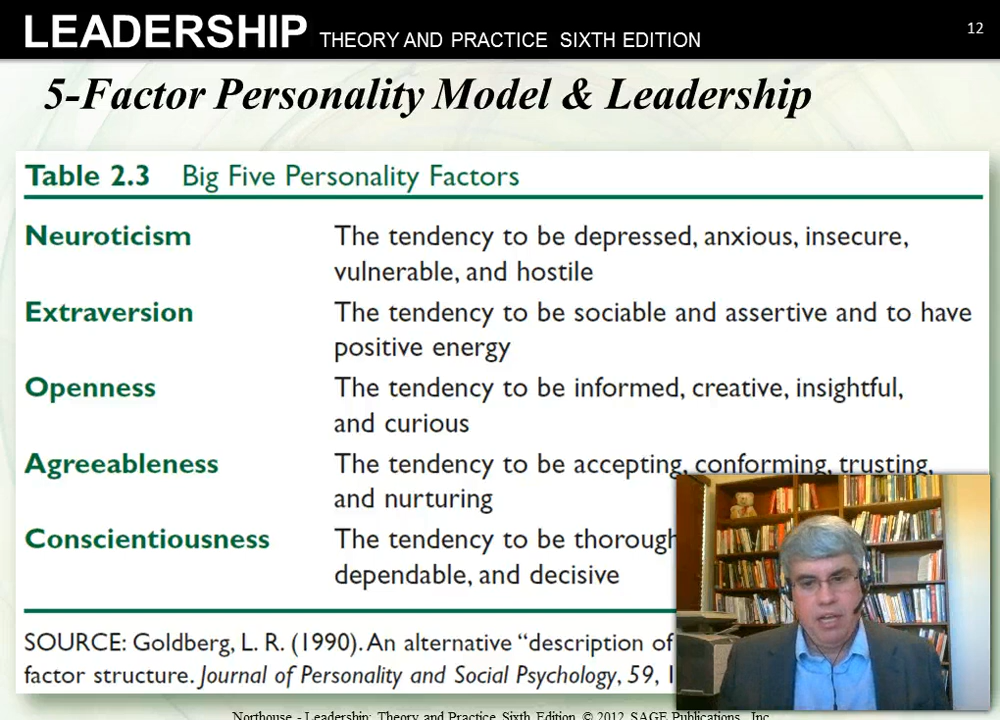 LEADERSHIP THEORY AND PRACTICE SIXTH EDITION
12
5-Factor Personality Model & Leadership
Table 2.3 Big Five Personality Factors
Neuroticism The tendency to be depressed, anxious, insecure,
vulnerable, and hostile
Extraversion The tendency to be sociable and assertive and to have
positive energy
Openness The tendency to be informed, creative, insightful,
and curious
Agreeableness The tendency to be accepting, conforming, trusting,
and nurturing
Conscientiousness The tendency to be thorough
dependable, and decisive
SOURCE: Goldberg, L. R. (1990). An alternative “description of
factor structure. Journal of Personality and Social Psychology, 59, 1
Northouse - Leadership: Theory and Practice, Sixth Edition © 2012 SAGE Publications, Inc.